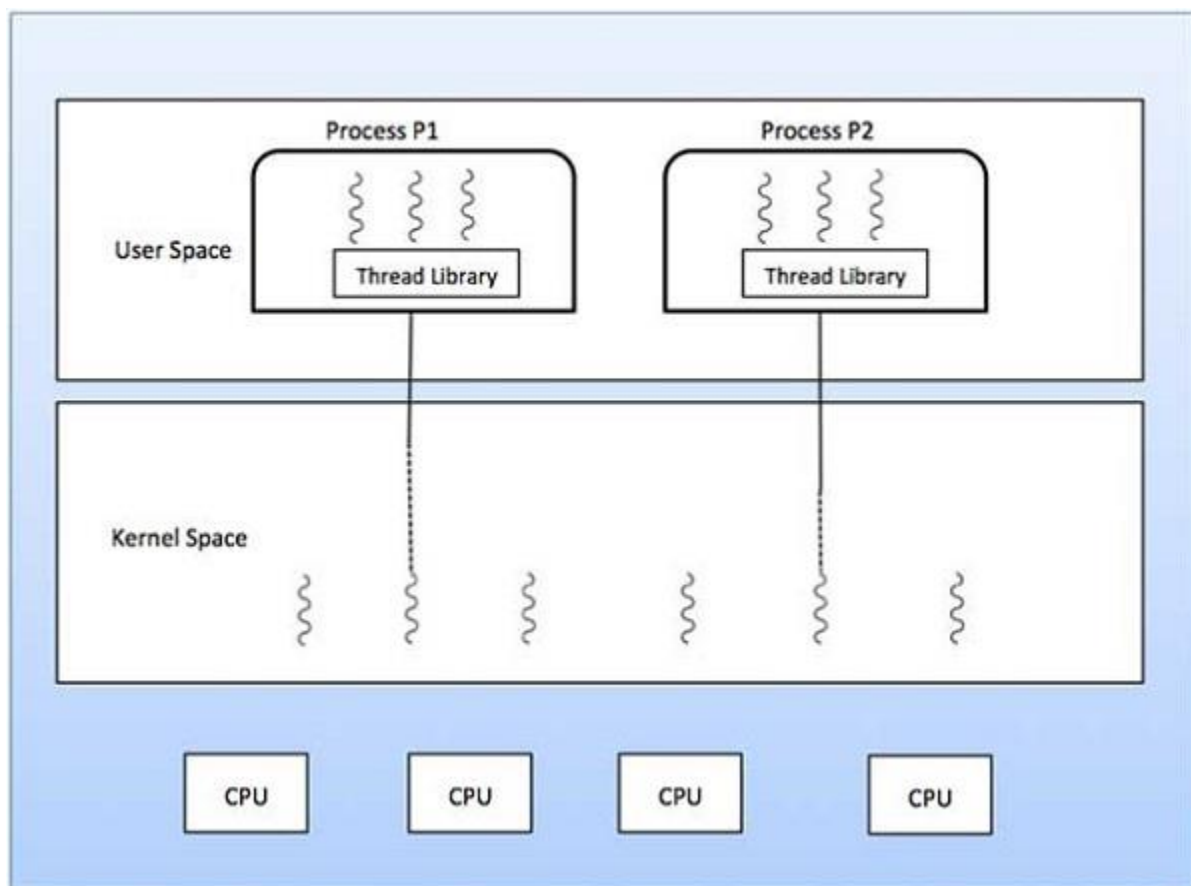 Process P1
Process P2
User Space
Thread Library
Thread Library
Kernel Space
CPU
CPU
CPU
CPU